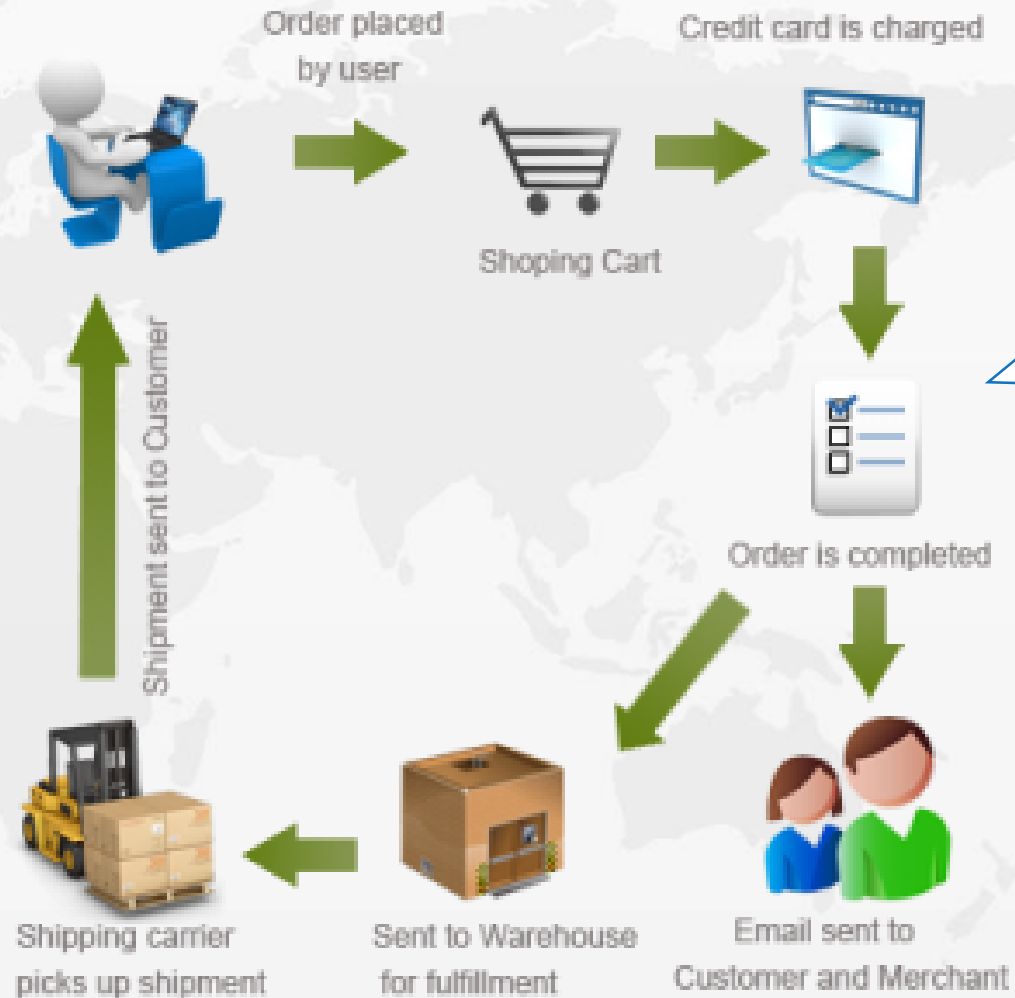 Order placed
by user
Credit card is charged
Shoping Cart
Shipment sent to Customer
Order is completed
Shipping carrier
picks up shipment
Sent to Warehouse
for fulfillment
Email sent to
Customer and Merchant